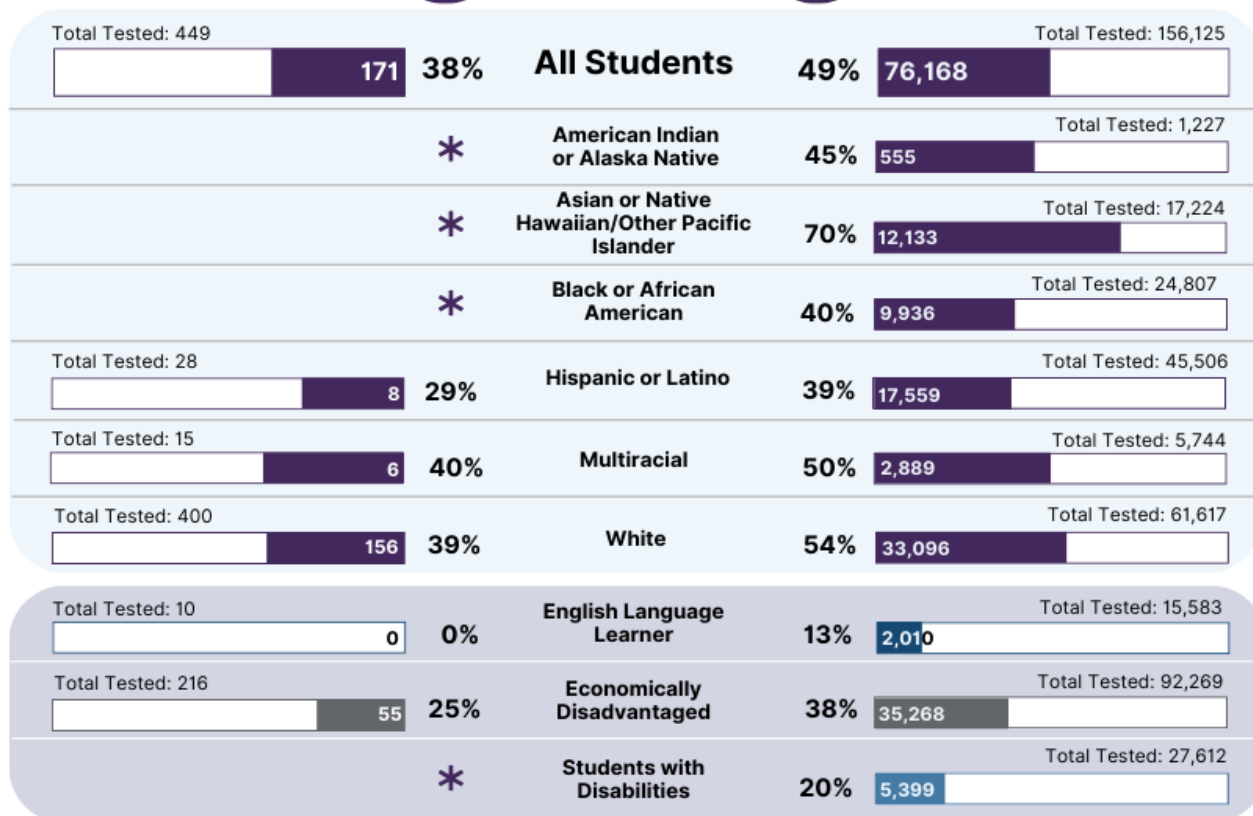 Total Tested: 449
171
38%
All Students
49%
76,168
Total Tested: 156,125
*
American Indian
or Alaska Native
45%
555
Total Tested: 1,227
*
Asian or Native
Hawaiian/Other Pacific
Islander
70%
12,133
Total Tested: 17,224
*
Black or African
American
40%
9,936
Total Tested: 24,807
Total Tested: 28
8
29%
Hispanic or Latino
39%
17,559
Total Tested: 45,506
Total Tested: 15
6
40%
Multiracial
50%
2,889
Total Tested: 5,744
Total Tested: 400
156
39%
White
54%
33,096
Total Tested: 61,617
Total Tested: 10
0
0%
English Language
Learner
13%
2,010
Total Tested: 15,583
Total Tested: 216
55
25%
Economically
Disadvantaged
38%
35,268
Total Tested: 92,269
*
Students with
Disabilities
20%
5,399
Total Tested: 27,612